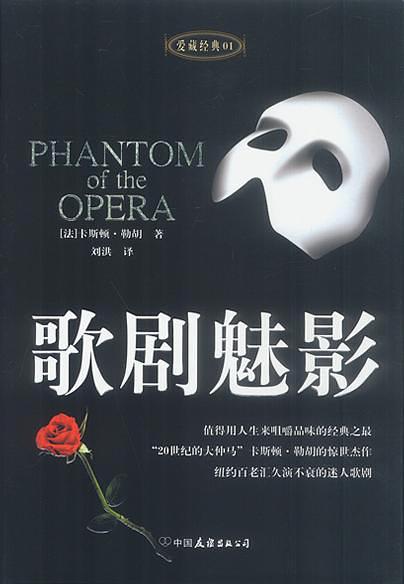 爱藏经典01
PHANTOM
of the
OPERA
[法]卡斯顿·勒胡 著
刘洪 译
歌剧魅影
值得用人生来咀嚼品味的经典之最
“20世纪的大仲马”卡斯顿·勒胡的惊世杰作
纽约百老汇久演不衰的迷人歌剧
中国友谊出版公司